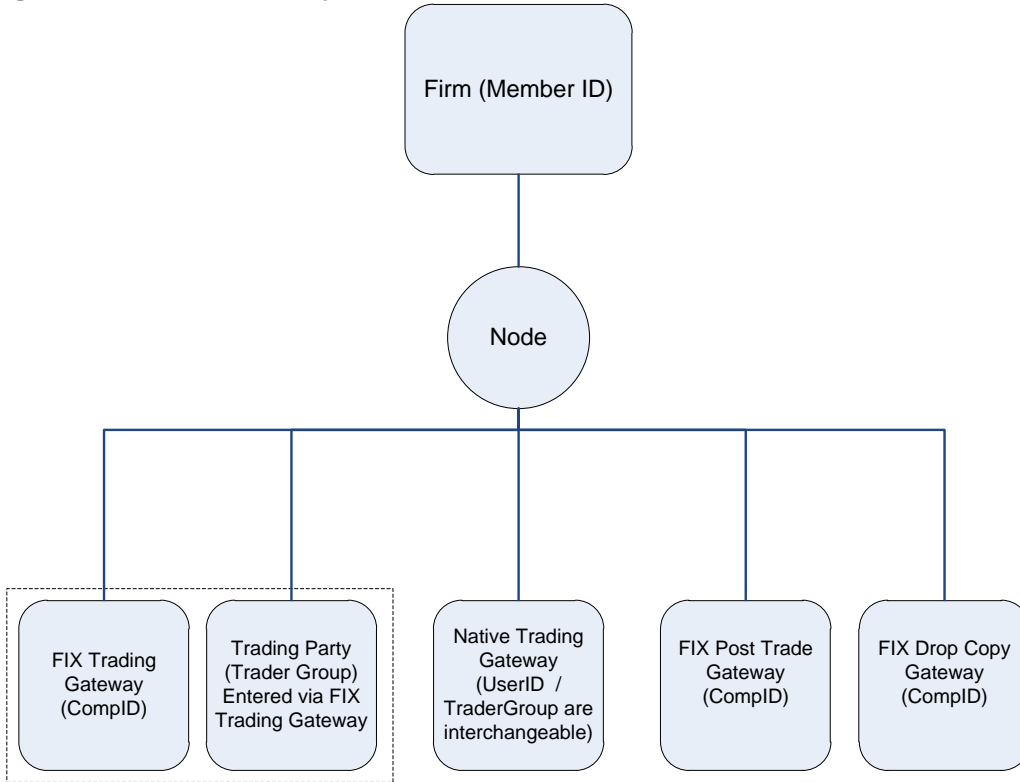 Firm (Member ID)
Node
FIX Trading
Gateway
(CompID)
Trading Party
(Trader Group)
Entered via FIX
Trading Gateway
Native Trading
Gateway
(UserID  /
TraderGroup are
interchangeable)
FIX Post Trade
Gateway
(CompID)
FIX Drop Copy
Gateway
(CompID)